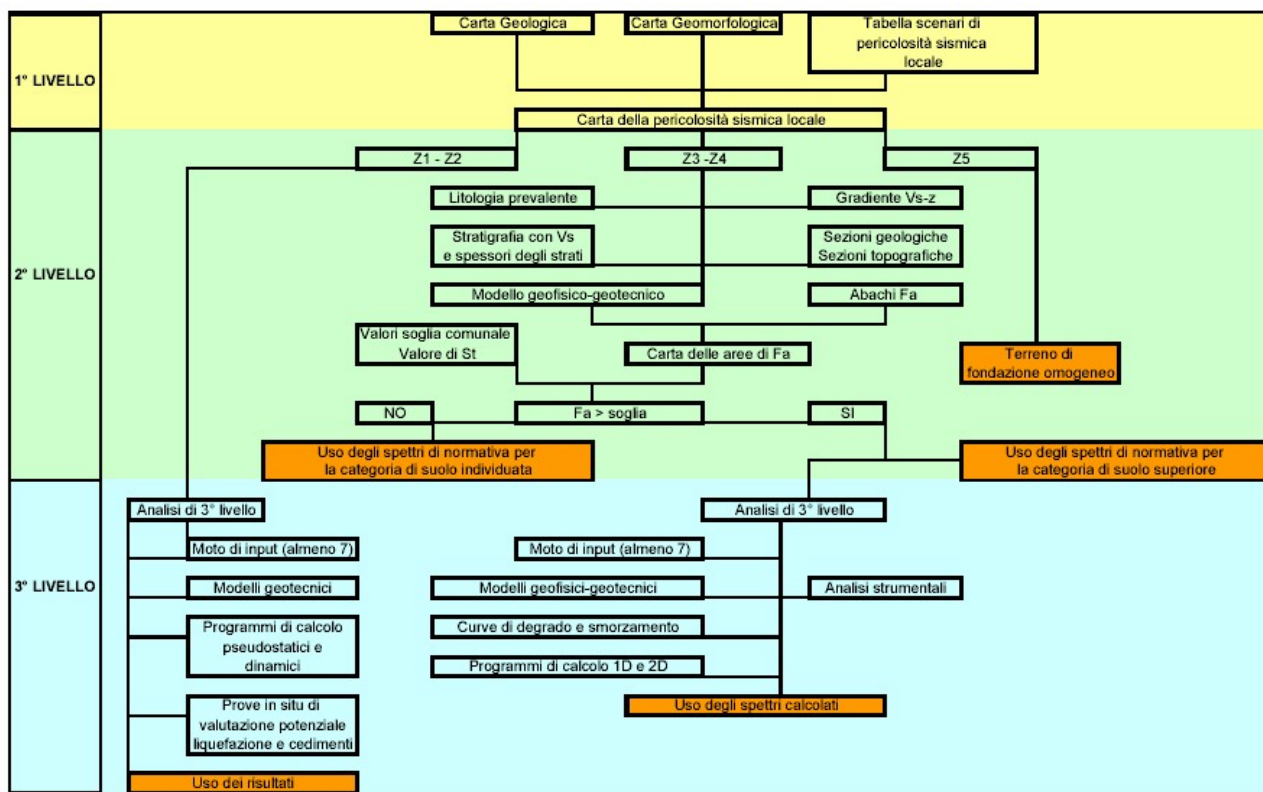 Carta Geologica
Carta Geomorfologica
Tabella scenari di
pericolosità sismica
locale
1° LIVELLO
Carta della pericolosità sismica locale
Z1 - Z2
Z3 -Z4
Z5
Litologia prevalente
Gradiente Vs-z
Stratigrafia con Vs
e spessori degli strati
Sezioni geologiche
Sezioni topografiche
2° LIVELLO
Modello geofisico-geotecnico
Abachi Fa
Valori soglia comunale
Valore di St
Carta delle aree di Fa
Terreno di
fondazione omogeneo
NO
Fa > soglia
SI
Uso degli spettri di normativa per
la categoria di suolo individuata
Uso degli spettri di normativa per
la categoria di suolo superiore
Analisi di 3° livello
Analisi di 3° livello
Moto di input (almeno 7)
Moto di input (almeno 7)
3° LIVELLO
Modelli geotecnici
Modelli geofisici-geotecnici
Analisi strumentali
Programmi di calcolo
pseudostatici e
dinamici
Curve di degrado e smorzamento
Programmi di calcolo 1D e 2D
Prove in situ di
valutazione potenziale
liquefazione e cedimenti
Uso degli spettri calcolati
Uso dei risultati